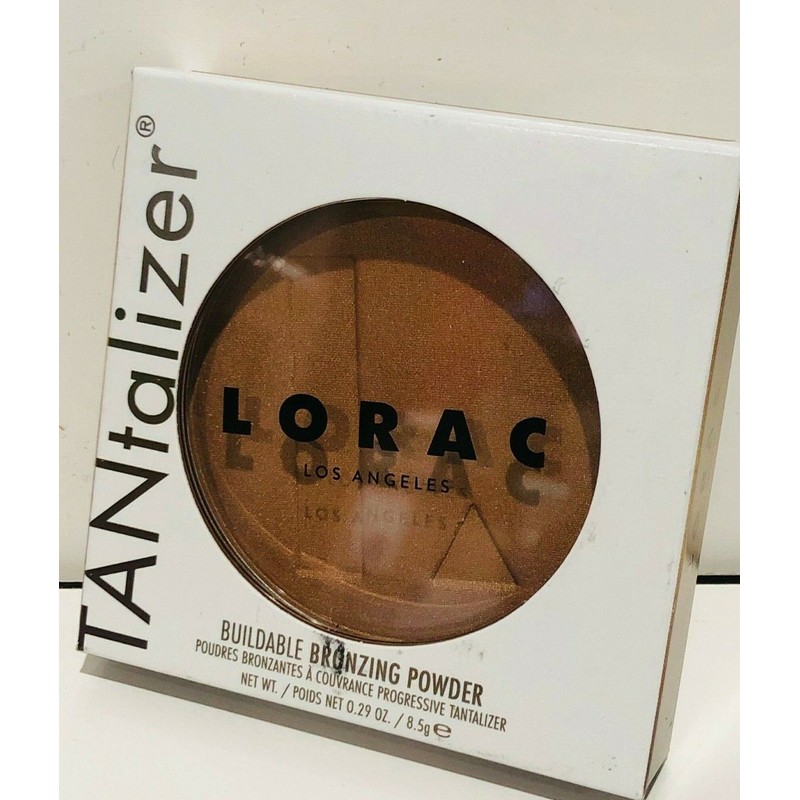 TANtalizer®
LORAC
LOS ANGELES
BUILDABLE BRONZING POWDER
POUDRES BRONZANTES À COUVRANCE PROGRESSIVE TANTALIZER
NET WT. / POIDS NET 0.29 OZ. / 8.5g ℮